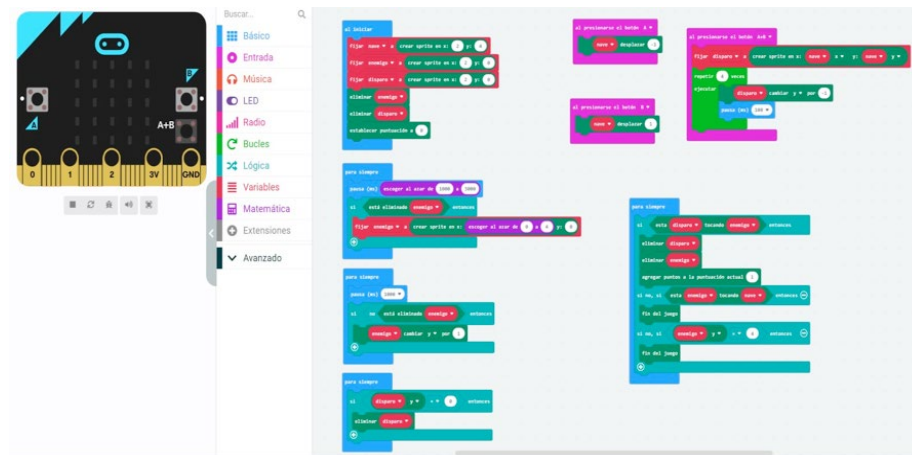 Buscar...
Básico
Entrada
Música
LED
Radio
Bucles
Lógica
Variables
Matemática
Extensiones
Avanzado
A
B
A+B
0 1 2 3V GND
al iniciar
fijar nave a crear sprite en x: 2 y: 4
fijar enemigo a crear sprite en x: 2 y: 0
fijar disparo a crear sprite en x: 2 y: 0
eliminar enemigo
eliminar disparo
establecer puntuación a 0
para siempre
pausa (ms) escoger al azar de 1000 a 5000
si está eliminado enemigo entonces
fijar enemigo a crear sprite en x: escoger al azar de 0 a 4 y: 0
para siempre
pausa (ms) 1000
si no está eliminado enemigo entonces
enemigo cambiar y por 1
para siempre
si disparo y = 0 entonces
eliminar disparo
al presionarse el botón A
nave desplazar -1
al presionarse el botón B
nave desplazar 1
al presionarse el botón A+B
fijar disparo a crear sprite en x: nave x y: nave y
repetir 4 veces
ejecutar
disparo cambiar y por -1
pausa (ms) 200
para siempre
si esta disparo tocando enemigo entonces
eliminar disparo
eliminar enemigo
agregar puntos a la puntuación actual 1
si no, si esta enemigo tocando nave entonces
fin del juego
si no, si enemigo y = 4 entonces
fin del juego